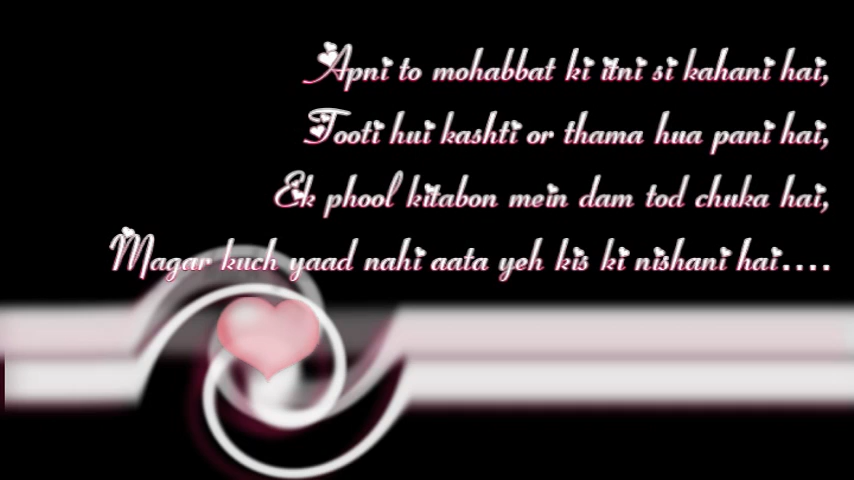 Apni to mohabbat ki itni si kahani hai,
Tooti hui kashti or thama hua pani hai,
Ek phool kitabon mein dam tod chuka hai,
Magar kuch yaad nahi aata yeh kis ki nishani hai....